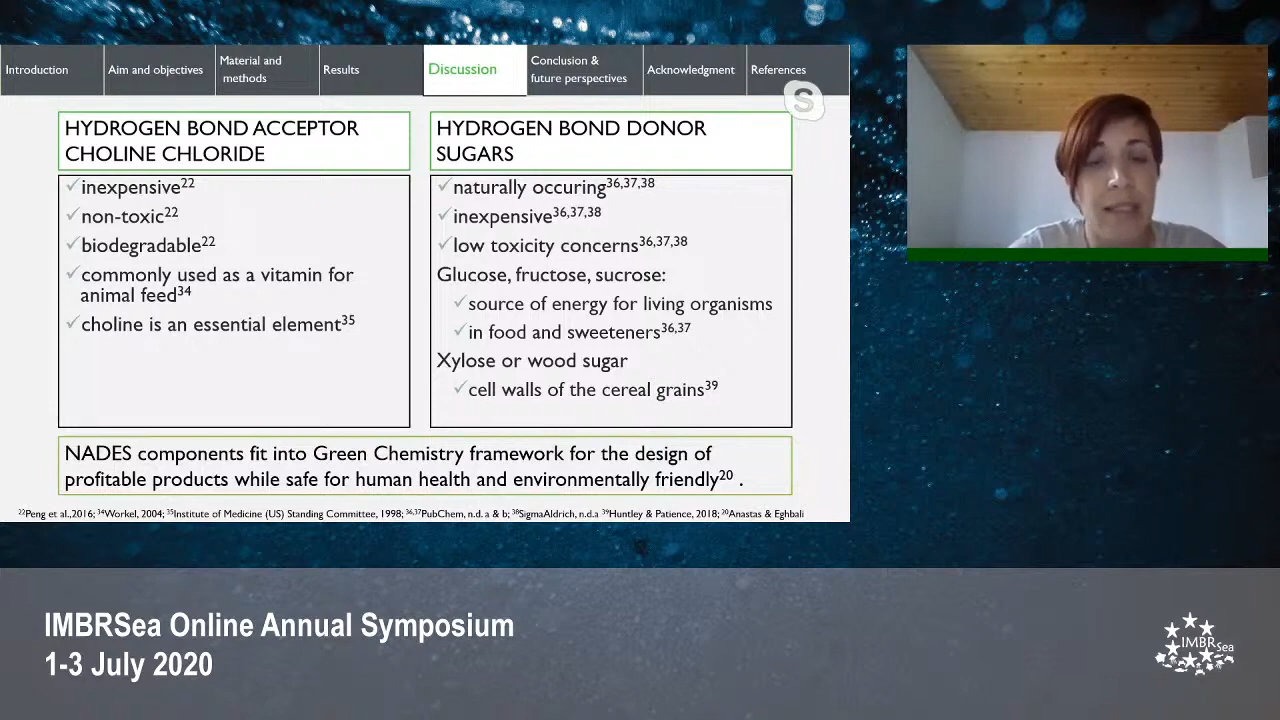 Introduction
Aim and objectives
Material and
methods
Results
Discussion
Conclusion &
future perspectives
Acknowledgment
References
S
HYDROGEN BOND ACCEPTOR
CHOLINE CHLORIDE
✓inexpensive22
✓non-toxic22
✓biodegradable22
✓commonly used as a vitamin for
animal feed34
✓choline is an essential element35
HYDROGEN BOND DONOR
SUGARS
✓naturally occuring36,37,38
✓inexpensive36,37,38
✓low toxicity concerns36,37,38
Glucose, fructose, sucrose:
✓source of energy for living organisms
✓in food and sweeteners36,37
Xylose or wood sugar
✓cell walls of the cereal grains39
NADES components fit into Green Chemistry framework for the design of
profitable products while safe for human health and environmentally friendly20 .
22Peng et al.,2016; 34Workel, 2004; 35Institute of Medicine (US) Standing Committee, 1998; 36,37PubChem, n.d. a & b; 38SigmaAldrich, n.d.a 39Huntley & Patience, 2018; 20Anastas & Eghbali
IMBRSea Online Annual Symposium
1-3 July 2020
IMBRSea